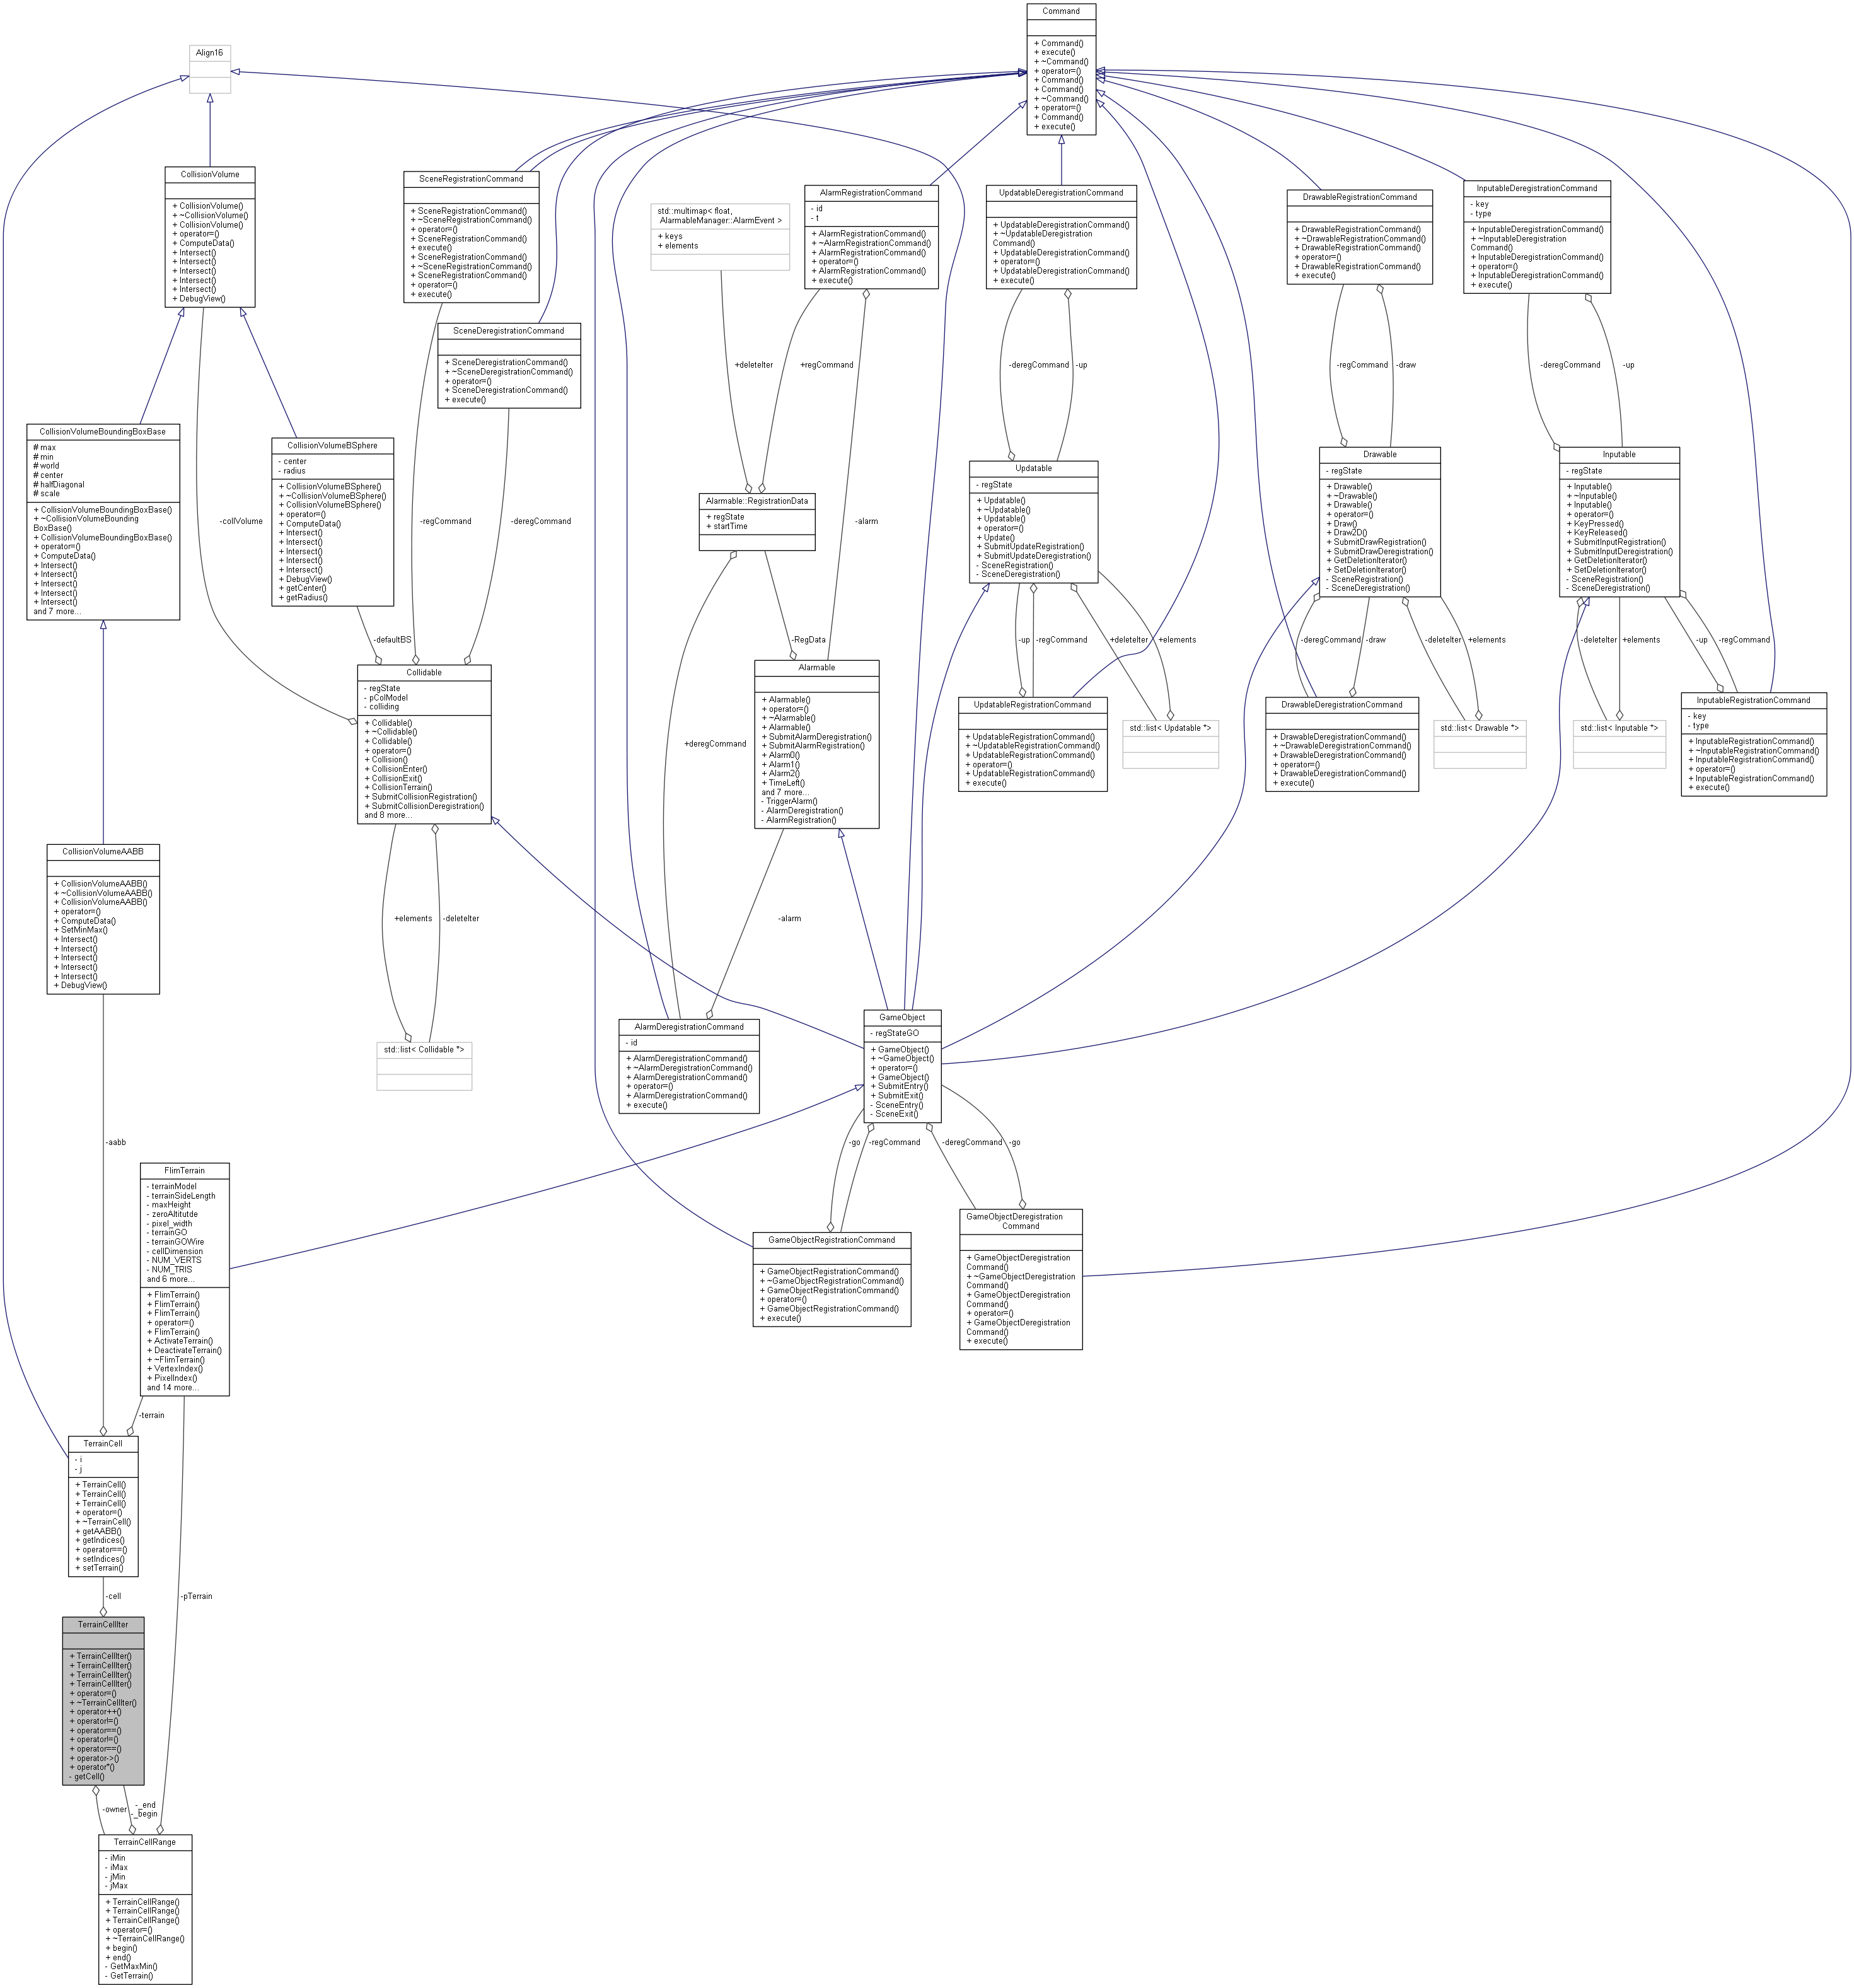 Command
+ Command()
+ execute()
+ ~Command()
+ operator=()
+ Command()
+ Command()
+ ~Command()
+ operator=()
+ Command()
+ execute()
Align16
CollisionVolume
+ CollisionVolume()
+ ~CollisionVolume()
+ CollisionVolume()
+ operator=()
+ ComputeData()
+ Intersect()
+ Intersect()
+ Intersect()
+ Intersect()
+ Intersect()
+ DebugView()
SceneRegistrationCommand
+ SceneRegistrationCommand()
+ ~SceneRegistrationCommand()
+ operator=()
+ SceneRegistrationCommand()
+ execute()
+ SceneRegistrationCommand()
+ ~SceneRegistrationCommand()
+ SceneRegistrationCommand()
+ operator=()
+ execute()
std::multimap< float,
AlarmableManager::AlarmEvent >
+ keys
+ elements
AlarmRegistrationCommand
- id
- t
+ AlarmRegistrationCommand()
+ ~AlarmRegistrationCommand()
+ AlarmRegistrationCommand()
+ operator=()
+ AlarmRegistrationCommand()
+ execute()
UpdatableDeregistrationCommand
+ UpdatableDeregistrationCommand()
+ ~UpdatableDeregistration
Command()
+ UpdatableDeregistrationCommand()
+ operator=()
+ UpdatableDeregistrationCommand()
+ execute()
DrawableRegistrationCommand
+ DrawableRegistrationCommand()
+ ~DrawableRegistrationCommand()
+ DrawableRegistrationCommand()
+ operator=()
+ DrawableRegistrationCommand()
+ execute()
InputableDeregistrationCommand
- key
- type
+ InputableDeregistrationCommand()
+ ~InputableDeregistration
Command()
+ InputableDeregistrationCommand()
+ operator=()
+ InputableDeregistrationCommand()
+ execute()
SceneDeregistrationCommand
+ SceneDeregistrationCommand()
+ ~SceneDeregistrationCommand()
+ operator=()
+ SceneDeregistrationCommand()
+ execute()
+deleteIter
+regCommand
-deregCommand
-up
-regCommand
-draw
-deregCommand
-up
CollisionVolumeBoundingBoxBase
# max
# min
# world
# center
# halfDiagonal
# scale
+ CollisionVolumeBoundingBoxBase()
+ ~CollisionVolumeBounding
BoxBase()
+ CollisionVolumeBoundingBoxBase()
+ operator=()
+ ComputeData()
+ Intersect()
+ Intersect()
+ Intersect()
+ Intersect()
+ Intersect()
and 7 more...
CollisionVolumeBSphere
- center
- radius
+ CollisionVolumeBSphere()
+ ~CollisionVolumeBSphere()
+ CollisionVolumeBSphere()
+ operator=()
+ ComputeData()
+ Intersect()
+ Intersect()
+ Intersect()
+ Intersect()
+ Intersect()
+ DebugView()
+ getCenter()
+ getRadius()
-collVolume
-regCommand
-deregCommand
Alarmable::RegistrationData
+ regState
+ startTime
-alarm
Updatable
- regState
+ Updatable()
+ ~Updatable()
+ Updatable()
+ operator=()
+ Update()
+ SubmitUpdateRegistration()
+ SubmitUpdateDeregistration()
- SceneRegistration()
- SceneDeregistration()
Drawable
- regState
+ Drawable()
+ ~Drawable()
+ Drawable()
+ operator=()
+ Draw()
+ Draw2D()
+ SubmitDrawRegistration()
+ SubmitDrawDeregistration()
+ GetDeletionIterator()
+ SetDeletionIterator()
- SceneRegistration()
- SceneDeregistration()
Inputable
- regState
+ Inputable()
+ ~Inputable()
+ Inputable()
+ operator=()
+ KeyPressed()
+ KeyReleased()
+ SubmitInputRegistration()
+ SubmitInputDeregistration()
+ GetDeletionIterator()
+ SetDeletionIterator()
- SceneRegistration()
- SceneDeregistration()
-defaultBS
-RegData
-up
-regCommand
+deleteIter
+elements
-deregCommand
-draw
-deleteIter
+elements
-deleteIter
+elements
-up
-regCommand
Collidable
- regState
- pColModel
- colliding
+ Collidable()
+ ~Collidable()
+ Collidable()
+ operator=()
+ Collision()
+ CollisionEnter()
+ CollisionExit()
+ CollisionTerrain()
+ SubmitCollisionRegistration()
+ SubmitCollisionDeregistration()
and 8 more...
+deregCommand
Alarmable
+ Alarmable()
+ operator=()
+ ~Alarmable()
+ Alarmable()
+ SubmitAlarmDeregistration()
+ SubmitAlarmRegistration()
+ Alarm0()
+ Alarm1()
+ Alarm2()
+ TimeLeft()
and 7 more...
- TriggerAlarm()
- AlarmDeregistration()
- AlarmRegistration()
UpdatableRegistrationCommand
+ UpdatableRegistrationCommand()
+ ~UpdatableRegistrationCommand()
+ UpdatableRegistrationCommand()
+ operator=()
+ UpdatableRegistrationCommand()
+ execute()
std::list< Updatable *>
DrawableDeregistrationCommand
+ DrawableDeregistrationCommand()
+ ~DrawableDeregistrationCommand()
+ DrawableDeregistrationCommand()
+ operator=()
+ DrawableDeregistrationCommand()
+ execute()
std::list< Drawable *>
std::list< Inputable *>
InputableRegistrationCommand
- key
- type
+ InputableRegistrationCommand()
+ ~InputableRegistrationCommand()
+ InputableRegistrationCommand()
+ operator=()
+ InputableRegistrationCommand()
+ execute()
CollisionVolumeAABB
+ CollisionVolumeAABB()
+ ~CollisionVolumeAABB()
+ CollisionVolumeAABB()
+ operator=()
+ ComputeData()
+ SetMinMax()
+ Intersect()
+ Intersect()
+ Intersect()
+ Intersect()
+ Intersect()
+ DebugView()
+elements
-deleteIter
-alarm
std::list< Collidable *>
AlarmDeregistrationCommand
- id
+ AlarmDeregistrationCommand()
+ ~AlarmDeregistrationCommand()
+ AlarmDeregistrationCommand()
+ operator=()
+ AlarmDeregistrationCommand()
+ execute()
GameObject
- regStateGO
+ GameObject()
+ ~GameObject()
+ operator=()
+ GameObject()
+ SubmitEntry()
+ SubmitExit()
- SceneEntry()
- SceneExit()
-aabb
-go
-regCommand
-deregCommand
-go
FlimTerrain
- terrainModel
- terrainSideLength
- maxHeight
- zeroAltitutde
- pixel_width
- terrainGO
- terrainGOWire
- cellDimension
- NUM_VERTS
- NUM_TRIS
and 6 more...
+ FlimTerrain()
+ FlimTerrain()
+ FlimTerrain()
+ operator=()
+ FlimTerrain()
+ ActivateTerrain()
+ DeactivateTerrain()
+ ~FlimTerrain()
+ VertexIndex()
+ PixelIndex()
and 14 more...
GameObjectRegistrationCommand
+ GameObjectRegistrationCommand()
+ ~GameObjectRegistrationCommand()
+ GameObjectRegistrationCommand()
+ operator=()
+ GameObjectRegistrationCommand()
+ execute()
GameObjectDeregistration
Command
+ GameObjectDeregistration
Command()
+ ~GameObjectDeregistration
Command()
+ GameObjectDeregistration
Command()
+ operator=()
+ GameObjectDeregistration
Command()
+ execute()
-terrain
TerrainCell
- i
- j
+ TerrainCell()
+ TerrainCell()
+ TerrainCell()
+ operator=()
+ ~TerrainCell()
+ getAABB()
+ getIndices()
+ operator==()
+ setIndices()
+ setTerrain()
-cell
-pTerrain
TerrainCellIter
+ TerrainCellIter()
+ TerrainCellIter()
+ TerrainCellIter()
+ TerrainCellIter()
+ operator=()
+ ~TerrainCellIter()
+ operator++()
+ operator!=()
+ operator==()
+ operator!=()
+ operator==()
+ operator->()
+ operator*()
- getCell()
-owner
-_end
-_begin
TerrainCellRange
- iMin
- iMax
- jMin
- jMax
+ TerrainCellRange()
+ TerrainCellRange()
+ TerrainCellRange()
+ operator=()
+ ~TerrainCellRange()
+ begin()
+ end()
- GetMaxMin()
- GetTerrain()